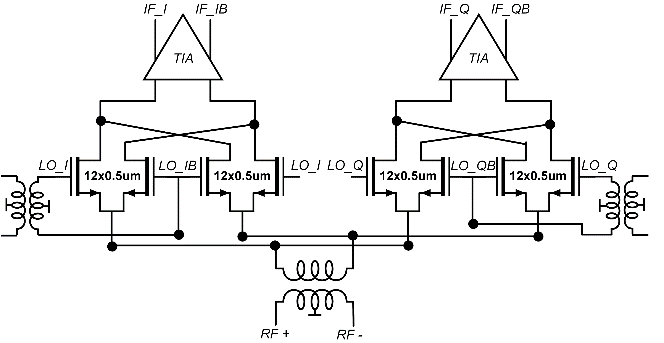 IF_I IF_IB IF_Q IF_QB
TIA TIA
LO_I LO_IB LO_I LO_Q LO_QB LO_Q
12x0.5um 12x0.5um 12x0.5um 12x0.5um
RF + RF -